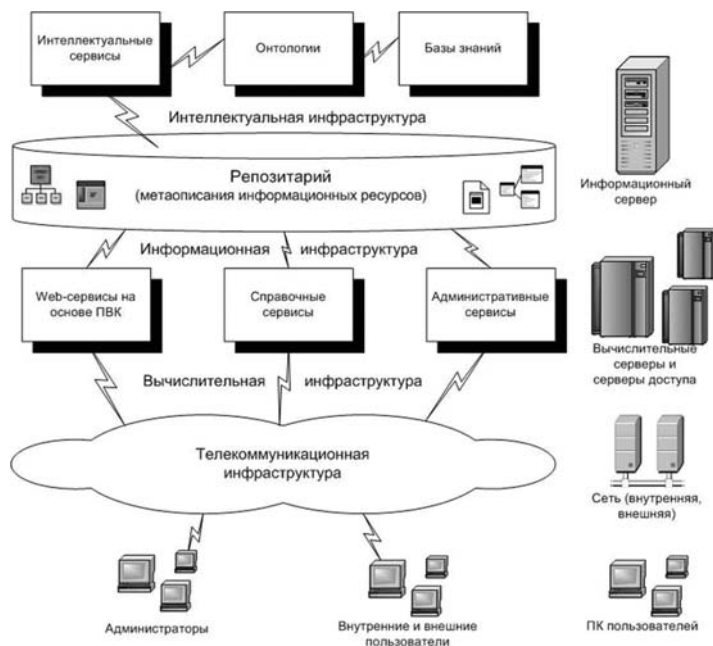 Интеллектуальные
сервисы
Онтологии
Базы знаний
Интеллектуальная инфраструктура
Репозитарий
(метаописания информационных ресурсов)
Информационный
сервер
Информационная инфраструктура
Web-сервисы на
основе ПВК
Справочные
сервисы
Административные
сервисы
Вычислительные
серверы и
серверы доступа
Вычислительная инфраструктура
Телекоммуникационная
инфраструктура
Сеть (внутренняя,
внешняя)
Администраторы
Внутренние и внешние
пользователи
ПК пользователей